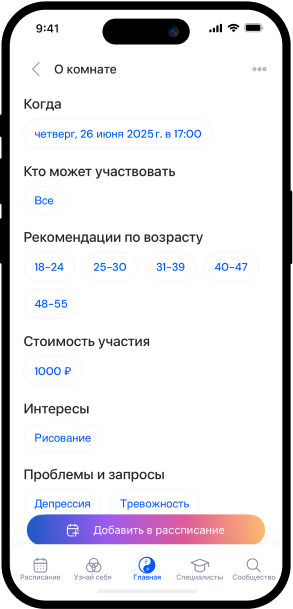 9:41
О комнате
Когда
четверг, 26 июня 2025 г. в 17:00
Кто может участвовать
Все
Рекомендации по возрасту
18-24 25-30 31-39 40-47
48-55
Стоимость участия
1000 ₽
Интересы
Рисование
Проблемы и запросы
Депрессия Тревожность
Добавить в рассписание
Расписание Узнай себя Главная Специалисты Сообщество